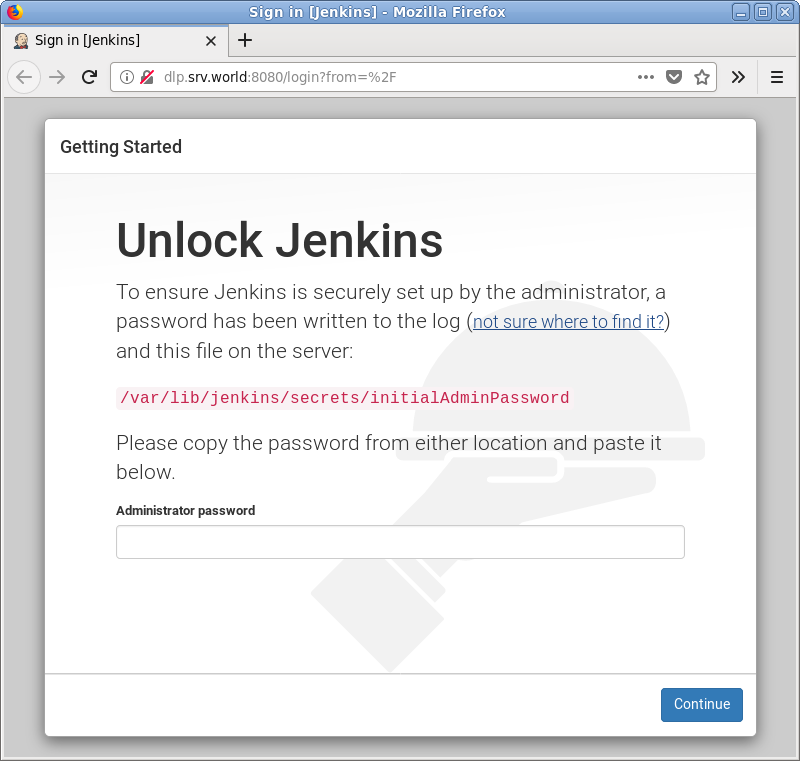 Sign in [Jenkins] - Mozilla Firefox
Sign in [Jenkins]
dlp.srv.world:8080/login?from=%2F
Getting Started
Unlock Jenkins
To ensure Jenkins is securely set up by the administrator, a
password has been written to the log (not sure where to find it?)
and this file on the server:
/var/lib/jenkins/secrets/initialAdminPassword
Please copy the password from either location and paste it
below.
Administrator password
Continue